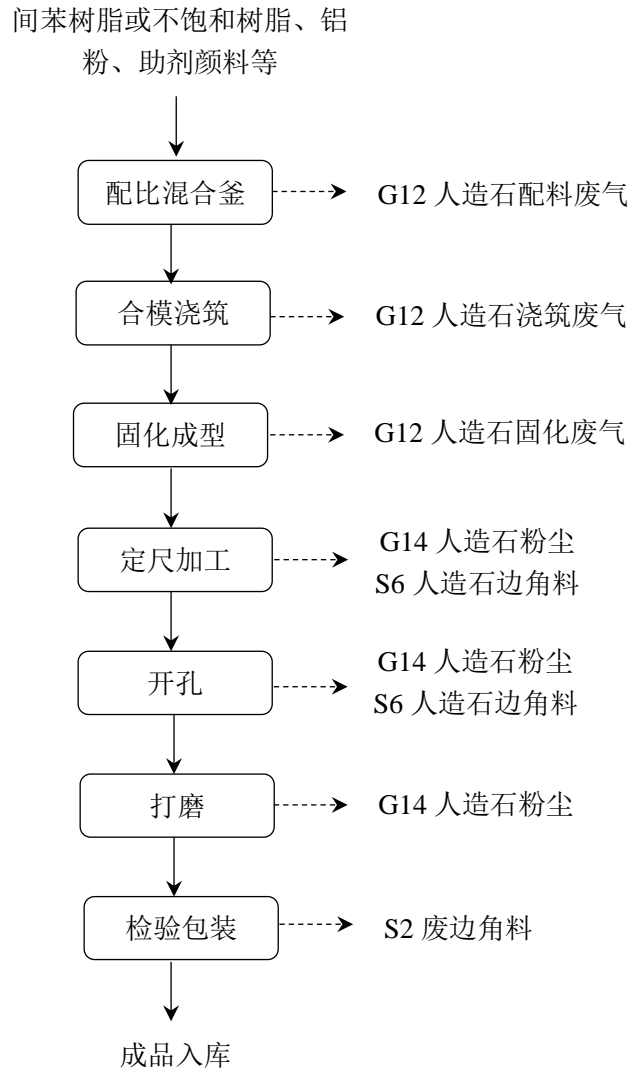 间苯树脂或不饱和树脂、铝
粉、助剂颜料等
配比混合釜
G12 人造石配料废气
合模浇筑
G12 人造石浇筑废气
固化成型
G12 人造石固化废气
定尺加工
G14 人造石粉尘
S6 人造石边角料
开孔
G14 人造石粉尘
S6 人造石边角料
打磨
G14 人造石粉尘
检验包装
S2 废边角料
成品入库